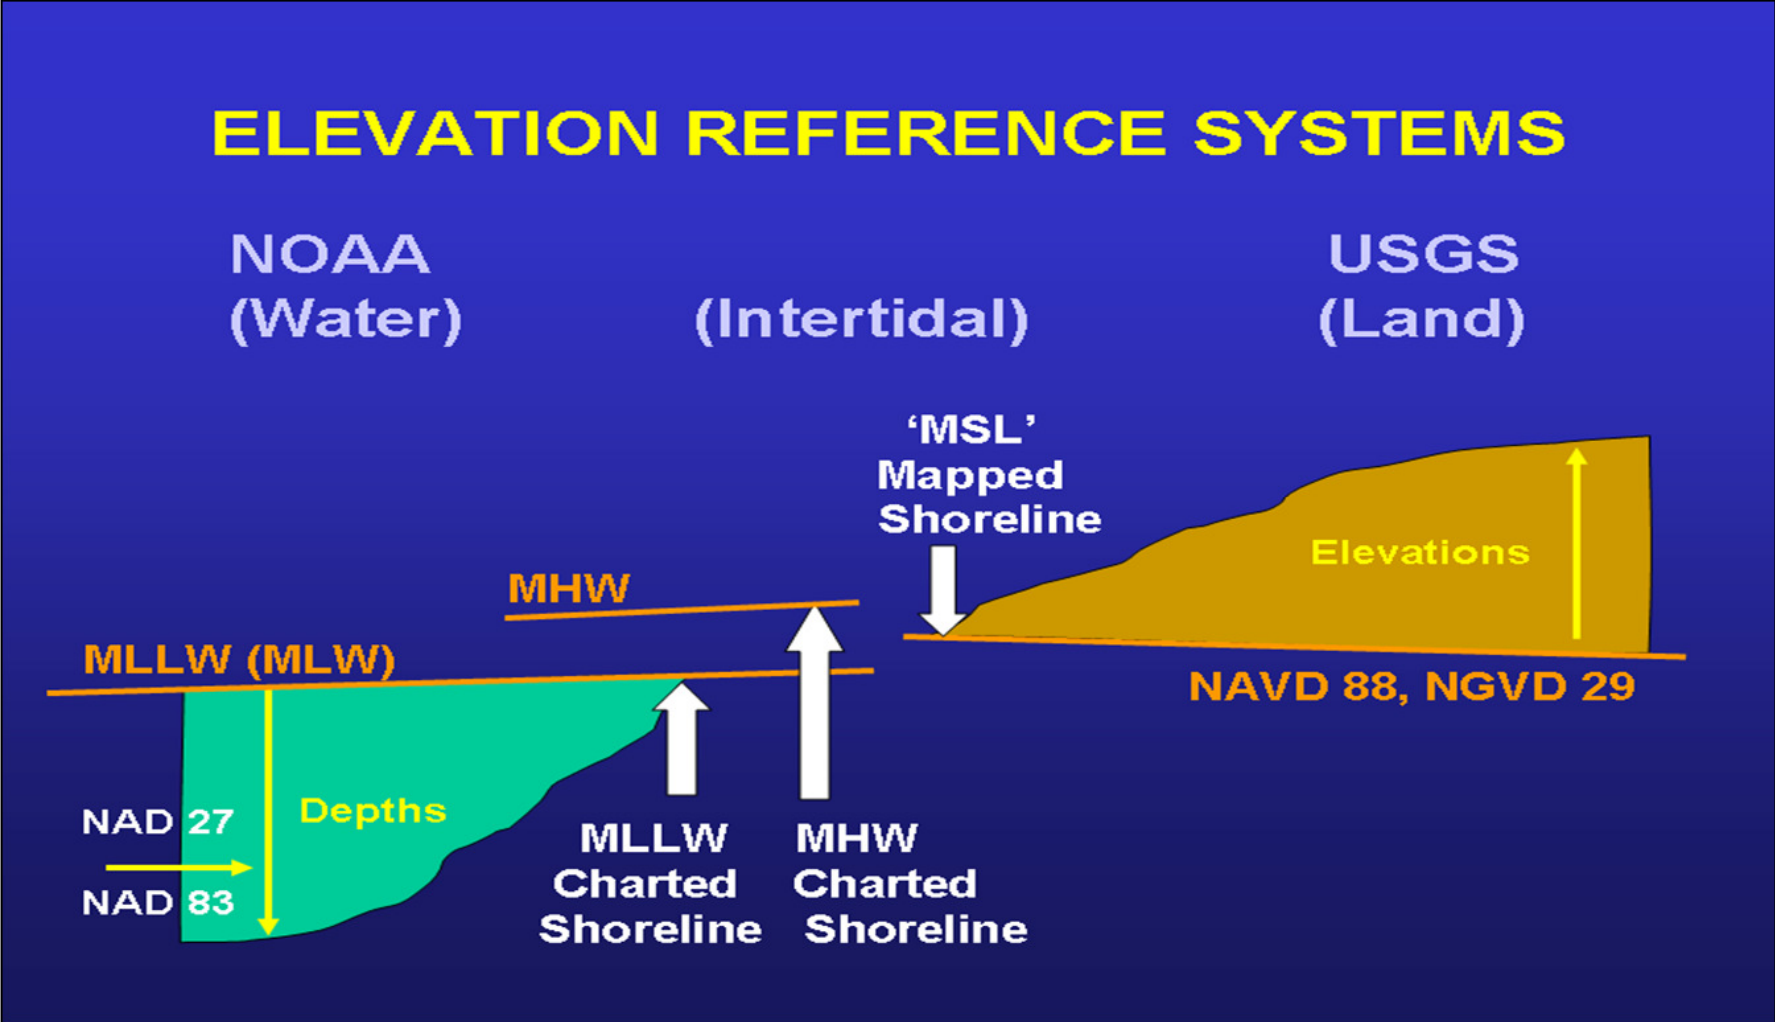 ELEVATION REFERENCE SYSTEMS
NOAA
(Water)
(Intertidal)
USGS
(Land)
‘MSL’
Mapped
Shoreline
Elevations
MHW
MLLW (MLW)
NAVD 88, NGVD 29
Depths
NAD 27
NAD 83
MLLW
Charted
Shoreline
MHW
Charted
Shoreline